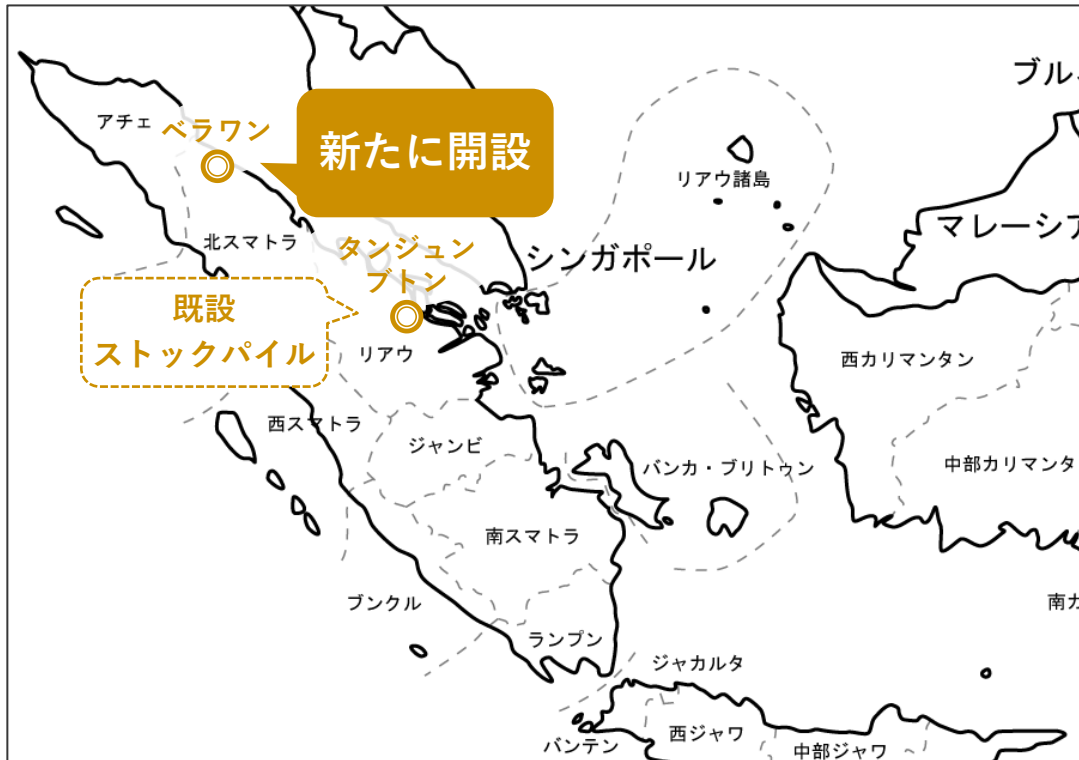 ブル
アチェ
ベラワン
新たに開設
リアウ諸島
マレーシア
北スマトラ
タンジュン
ブトン
シンガポール
既設
ストックパイル
リアウ
西カリマンタン
西スマトラ
ジャンビ
バンカ・ブリトゥン
中部カリマンタ
南スマトラ
ブンクル
南カ
ランプン
ジャカルタ
バンテン
西ジャワ
中部ジャワ